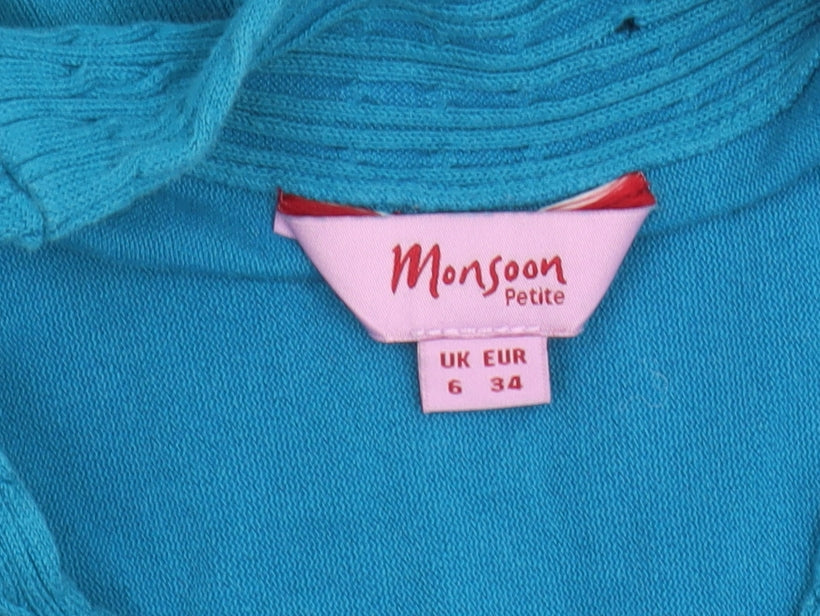 Monsoon
Petite
UK EUR
6 34